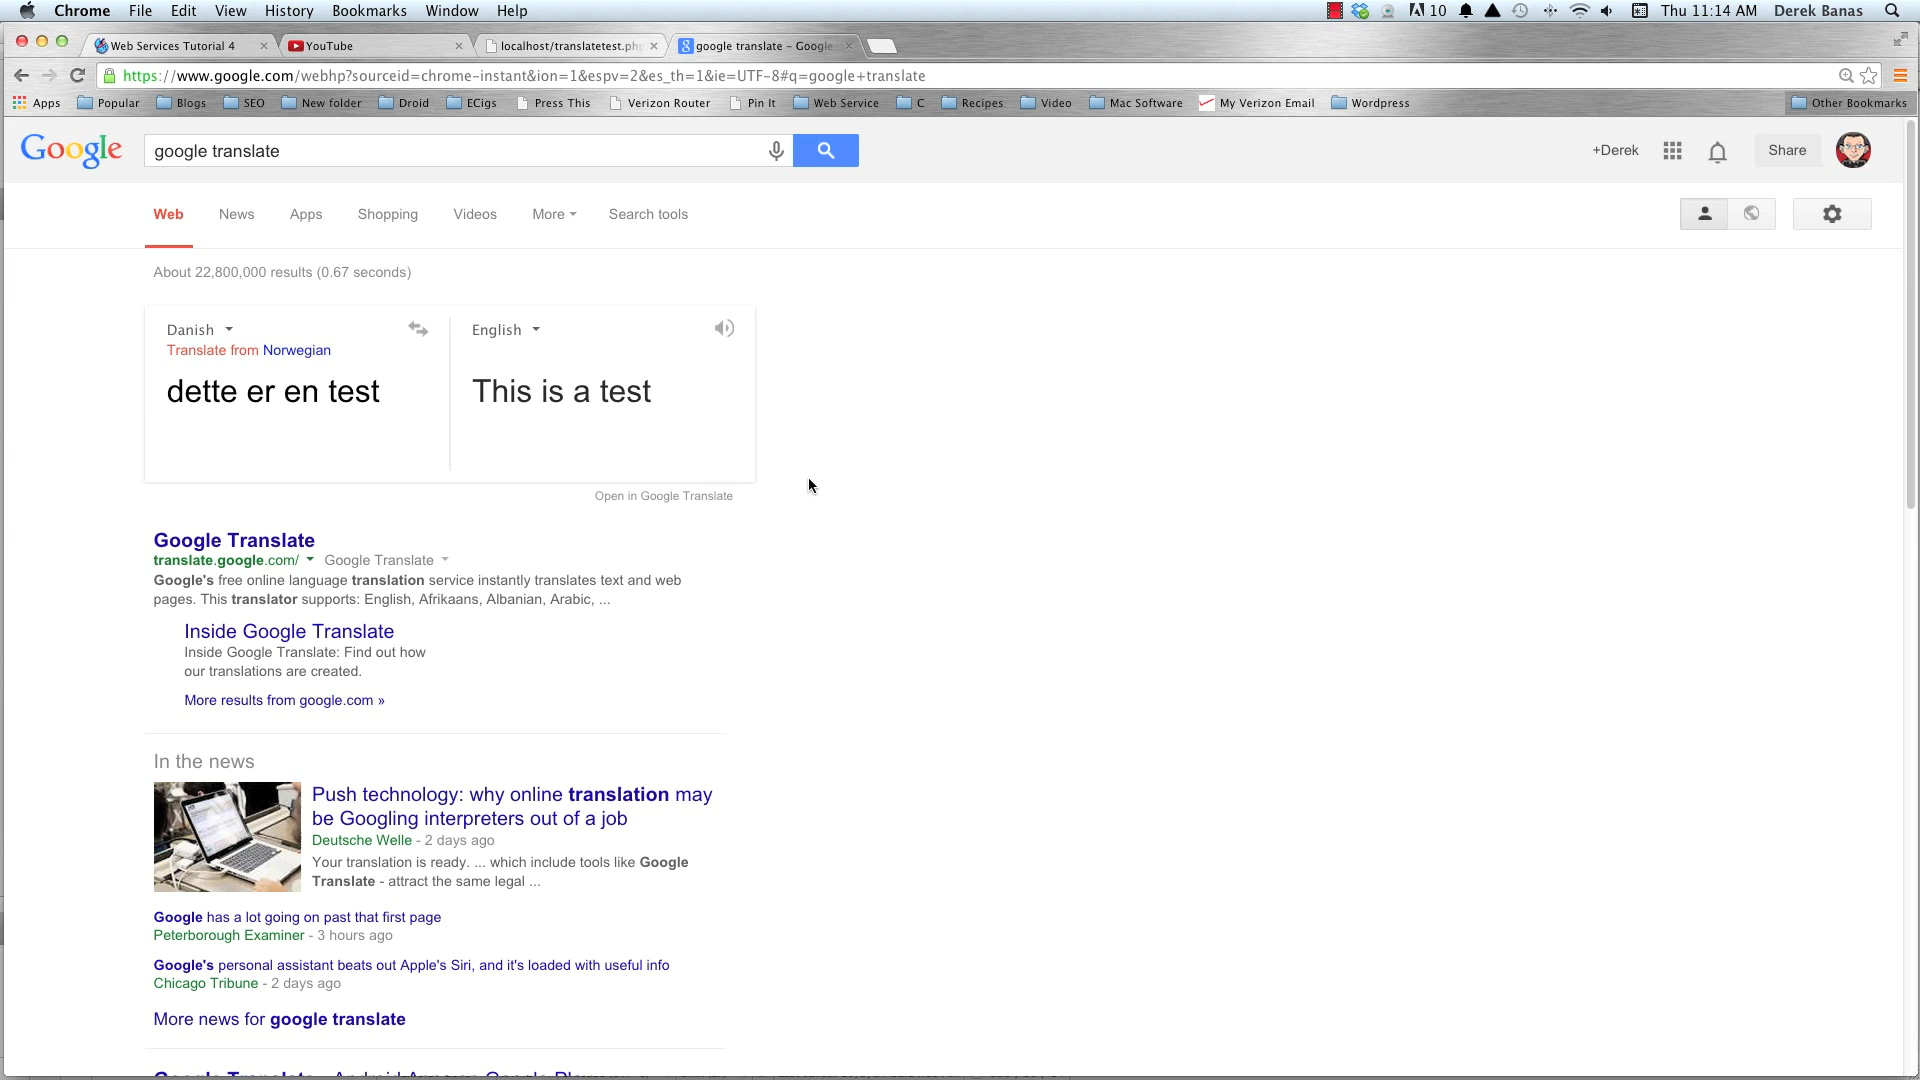 Chrome File Edit View History Bookmarks Window Help 10 Thu 11:14 AM Derek Banas
Web Services Tutorial 4 YouTube localhost/translatetest.ph google translate - Google
https://www.google.com/webhp?sourceid=chrome-instant&ion=1&espv=2&es_th=1&ie=UTF-8#q=google+translate
Apps Popular Blogs SEO New folder Droid ECigs Press This Verizon Router Pin It Web Service C Recipes Video Mac Software My Verizon Email Wordpress Other Bookmarks
Google google translate +Derek Share
Web News Apps Shopping Videos More Search tools
About 22,800,000 results (0.67 seconds)
Danish English
Translate from Norwegian
dette er en test This is a test
Open in Google Translate
Google Translate
translate.google.com/ Google Translate
Google's free online language translation service instantly translates text and web
pages. This translator supports: English, Afrikaans, Albanian, Arabic, ...
Inside Google Translate
Inside Google Translate: Find out how
our translations are created.
More results from google.com »
In the news
Push technology: why online translation may
be Googling interpreters out of a job
Deutsche Welle - 2 days ago
Your translation is ready. ... which include tools like Google
Translate - attract the same legal ...
Google has a lot going on past that first page
Peterborough Examiner - 3 hours ago
Google's personal assistant beats out Apple's Siri, and it's loaded with useful info
Chicago Tribune - 2 days ago
More news for google translate